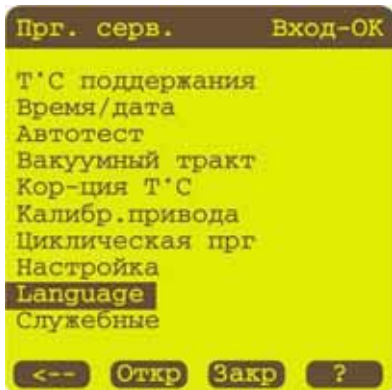 Прг. серв. Вход-OK
T°C поддержания
Время/дата
Автотест
Вакуумный тракт
Кор-ция T°C
Калибр.привода
Циклическая прг
Настройка
Language
Служебные
<-- Откр Закр ?